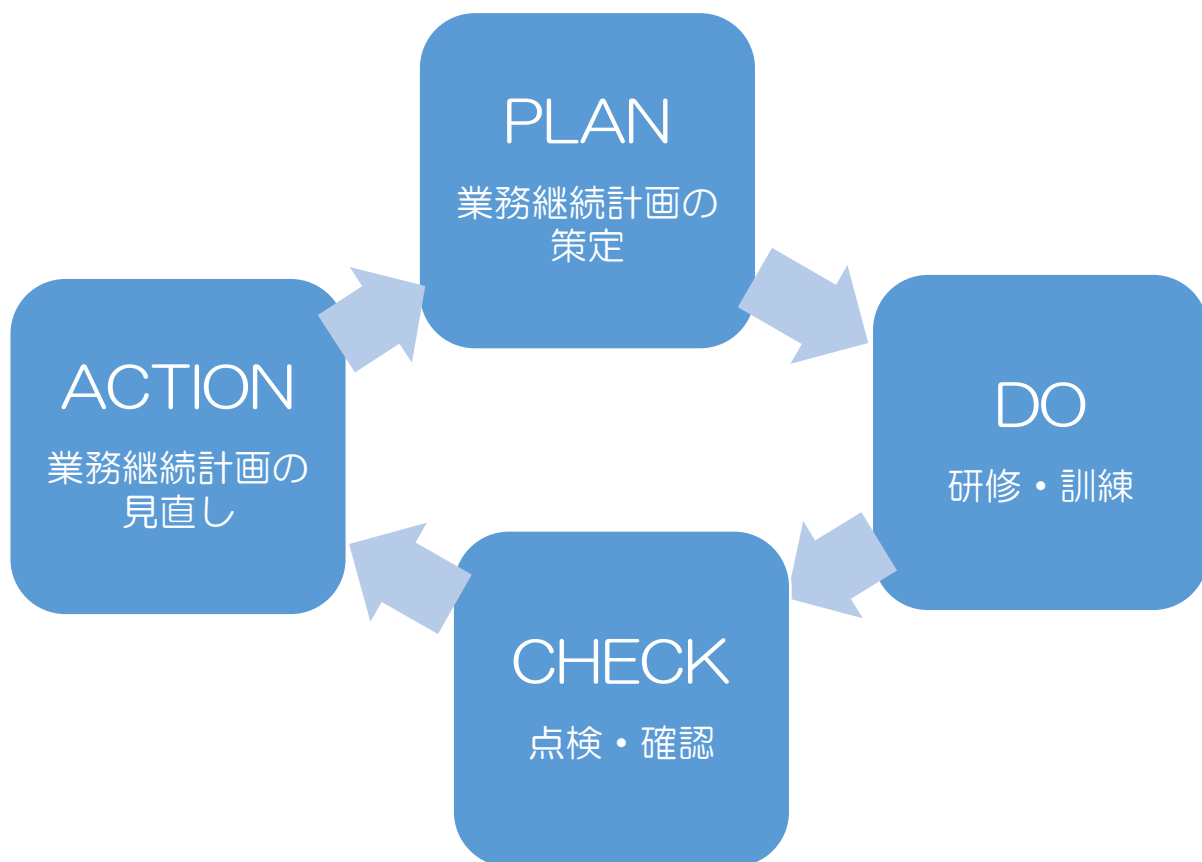 PLAN
業務継続計画の
策定
DO
研修・訓練
CHECK
点検・確認
ACTION
業務継続計画の
見直し